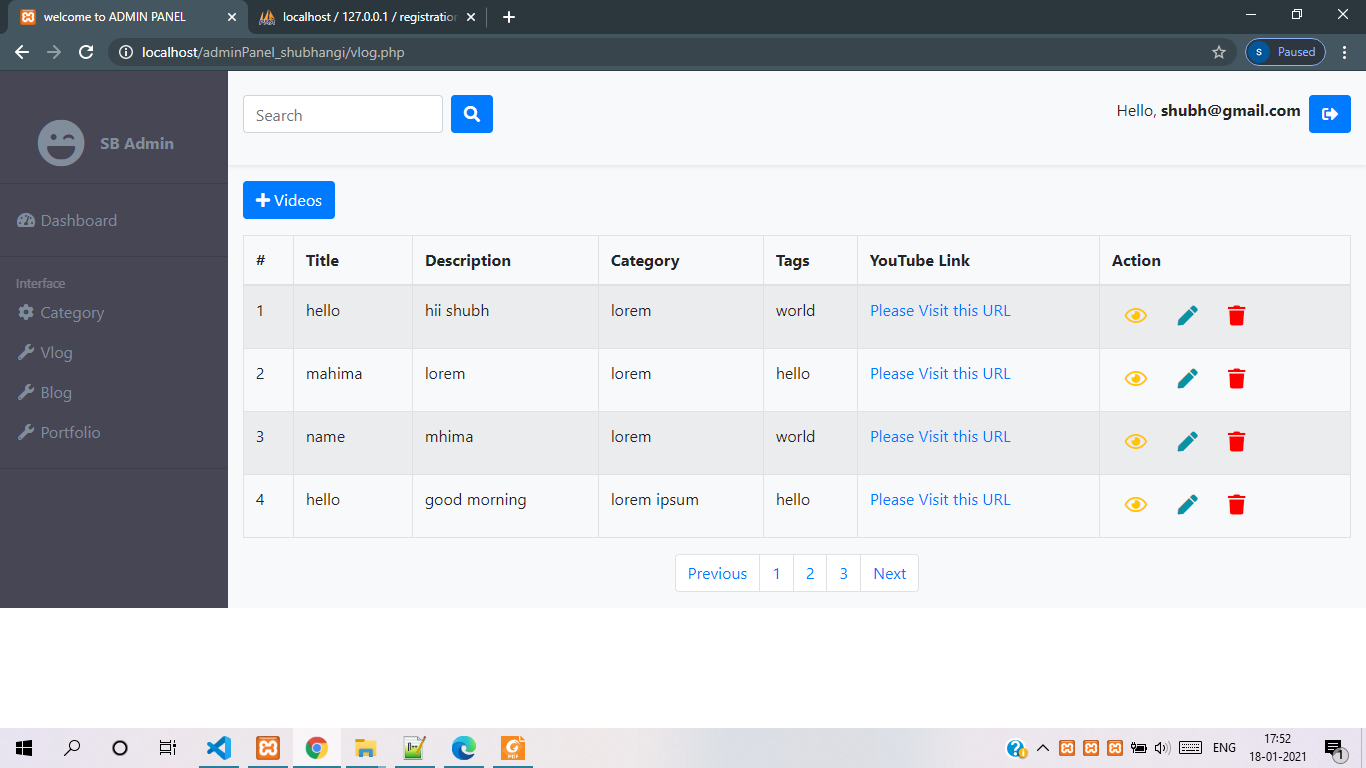 welcome to ADMIN PANEL
localhost / 127.0.0.1 / registration
localhost/adminPanel_shubhangi/vlog.php
S Paused
SB Admin
Dashboard
Interface
Category
Vlog
Blog
Portfolio
Search
Hello, shubh@gmail.com
Videos
# Title Description Category Tags YouTube Link Action
1 hello hii shubh lorem world Please Visit this URL
2 mahima lorem lorem hello Please Visit this URL
3 name mhima lorem world Please Visit this URL
4 hello good morning lorem ipsum hello Please Visit this URL
Previous 1 2 3 Next
ENG
17:52
18-01-2021
1